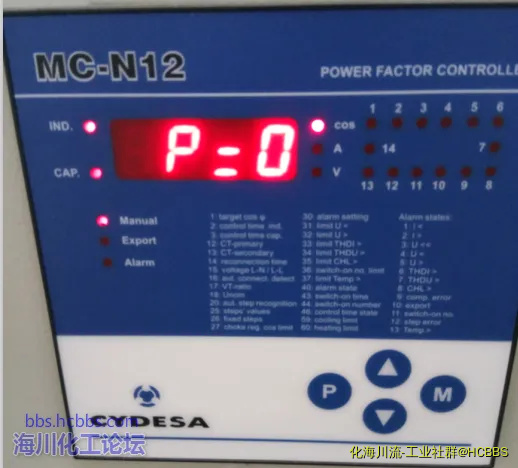 MC-N12
POWER FACTOR CONTROLLE
IND.
CAP.
P=0
cos
A
V
1 2 3 4 5 6
14 7
13 12 11 10 9 8
Manual
Export
Alarm
1: target cos φ
2: control time ind.
3: control time cap.
12: CT-primary
13: CT-secondary
14: reconnection time
15: voltage L-N / L-L
16: aut. connect. detect
17: VT-ratio
18: Unom
20: aut. step recognition
25: steps' values
26: fixed steps
27: choke reg. cos limit
30: alarm setting
31: limit U <
32: limit U >
33: limit THDI >
34: limit THDU >
35: limit CHL >
36: switch-on no. limit
37: limit Temp >
40: alarm state
43: switch-on time
44: switch-on number
46: control time state
59: cooling limit
60: heating limit
Alarm states:
1: I <
2: I >
3: U <<
4: U <
5: U >
6: THDI >
7: THDU >
8: CHL >
9: comp. error
10: export
11: switch-on no.
12: step error
13: Temp >
P
M
CYDESA
bbs.hcbbs.com
海川化工论坛
化海川流-工业社群@HCBBS